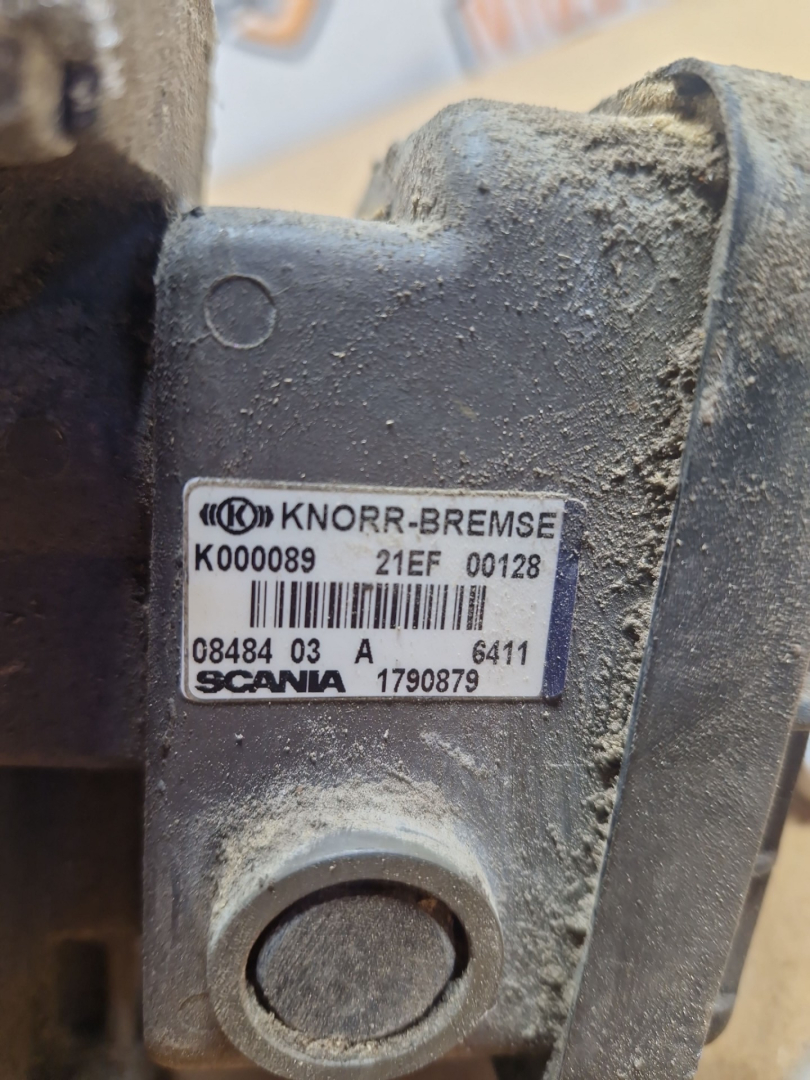 K KNORR-BREMSE
K000089 21EF 00128
08484 03 A 6411
SCANIA 1790879